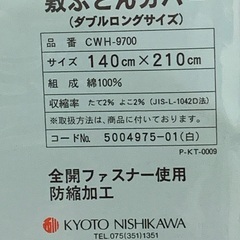 敷ふとんカバー
(ダブルロングサイズ)
品番 CWH-9700
サイズ 140cm×210cm
組成 綿100%
収縮率 たて2% よこ2% (JIS-L-1042D法)
★取扱い方法は、商品に付いております。
コードNo. 5004975-01(白)
P-KT-0009
全開ファスナー使用
防縮加工
KYOTO NISHIKAWA
TEL.075(351)1351